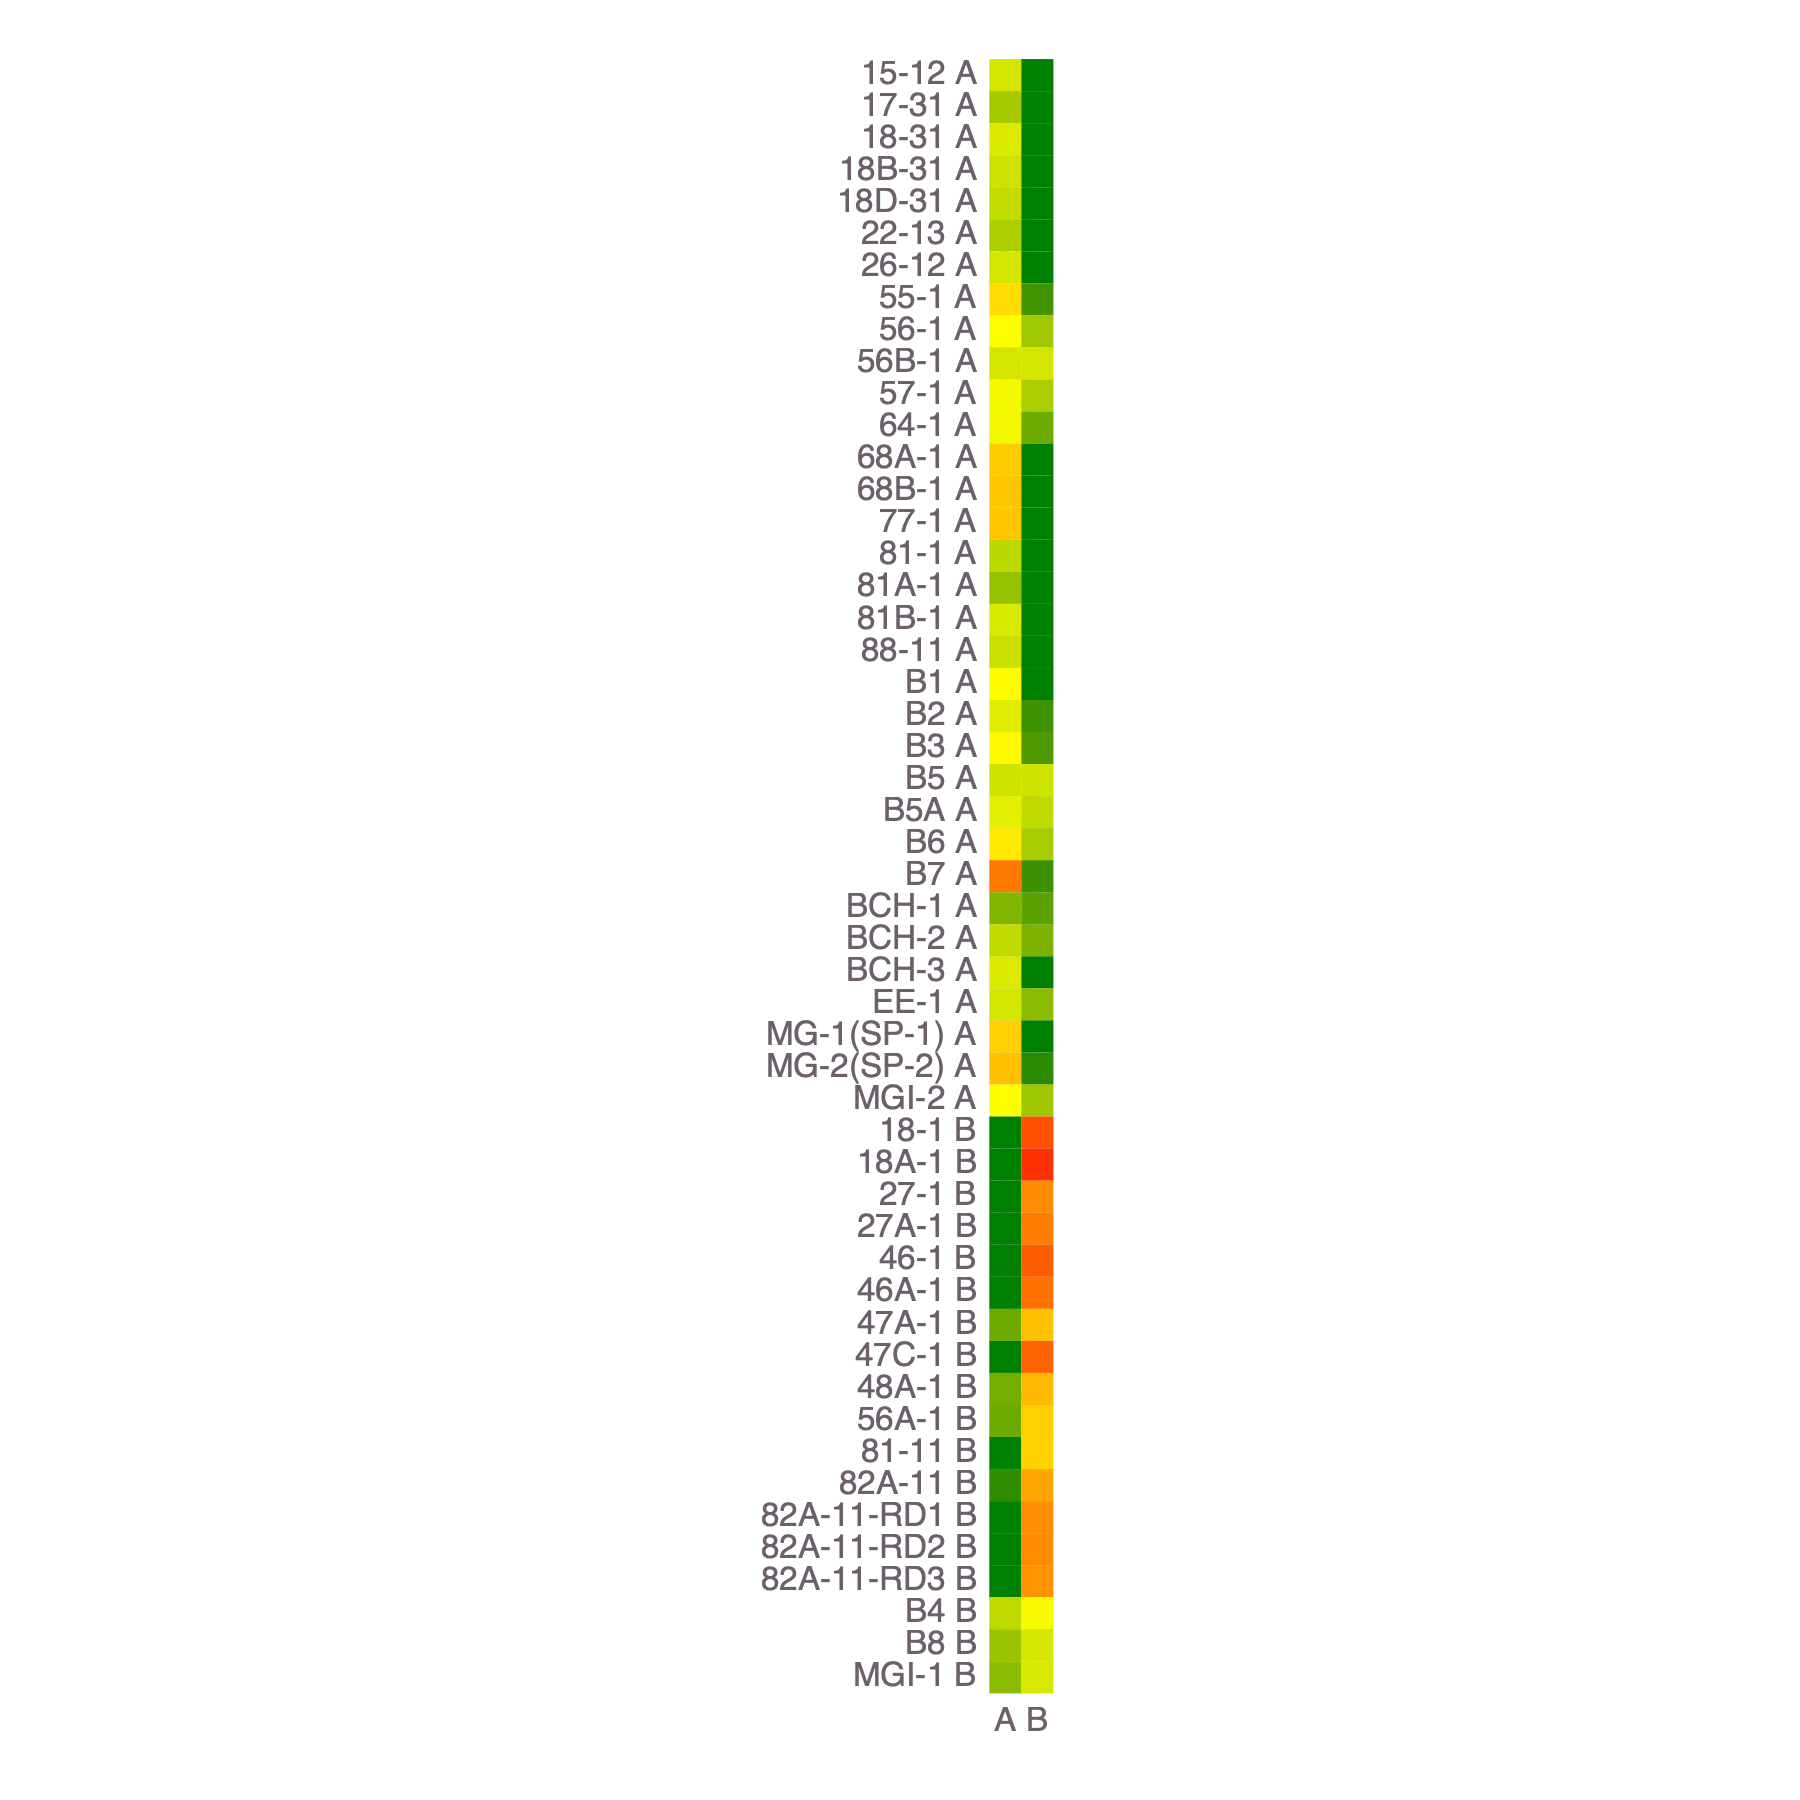 15-12 A
17-31 A
18-31 A
18B-31 A
18D-31 A
22-13 A
26-12 A
55-1 A
56-1 A
56B-1 A
57-1 A
64-1 A
68A-1 A
68B-1 A
77-1 A
81-1 A
81A-1 A
81B-1 A
88-11 A
B1 A
B2 A
B3 A
B5 A
B5A A
B6 A
B7 A
BCH-1 A
BCH-2 A
BCH-3 A
EE-1 A
MG-1(SP-1) A
MG-2(SP-2) A
MGI-2 A
18-1 B
18A-1 B
27-1 B
27A-1 B
46-1 B
46A-1 B
47A-1 B
47C-1 B
48A-1 B
56A-1 B
81-11 B
82A-11 B
82A-11-RD1 B
82A-11-RD2 B
82A-11-RD3 B
B4 B
B8 B
MGI-1 B
A B